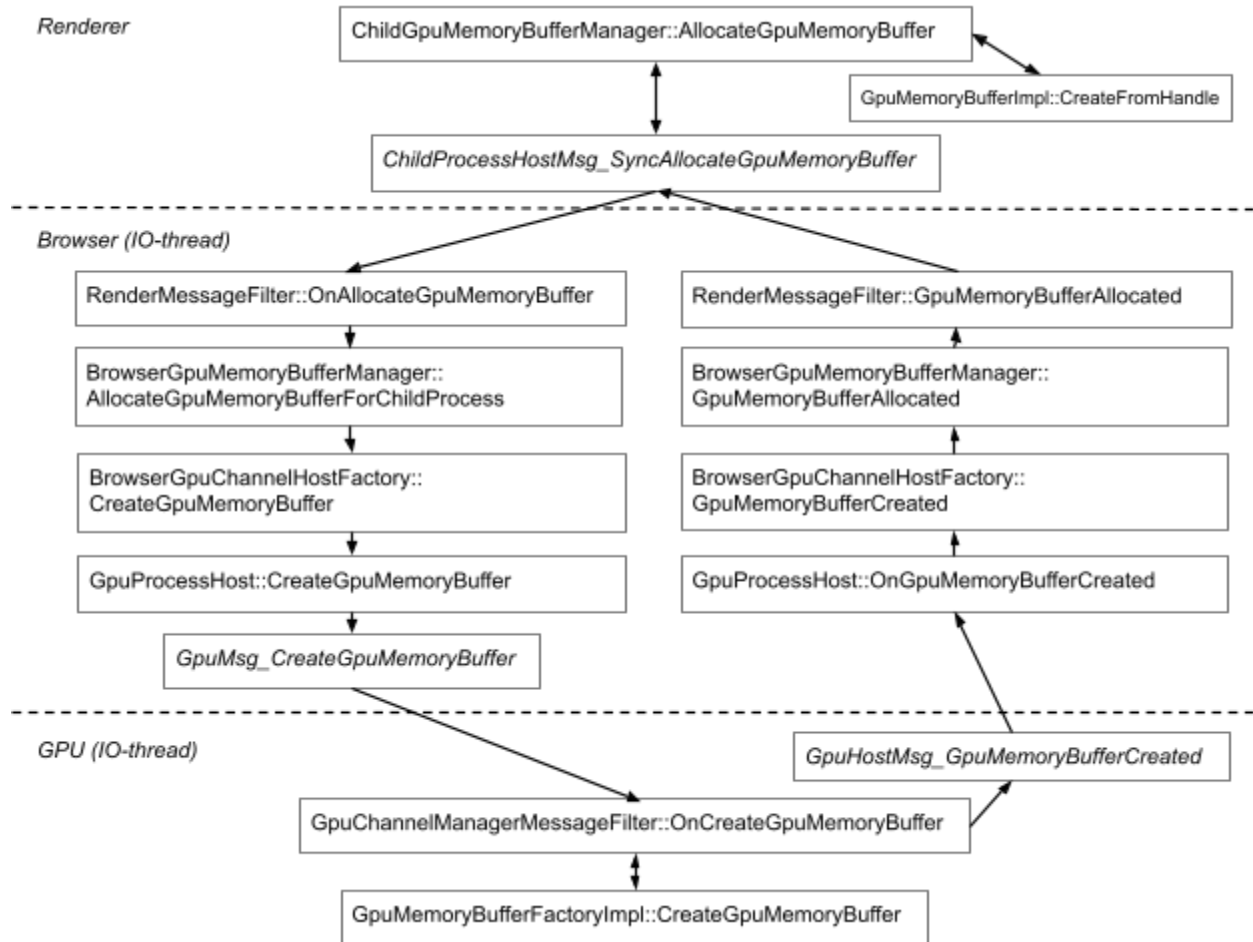 Renderer
ChildGpuMemoryBufferManager::AllocateGpuMemoryBuffer
GpuMemoryBufferImpl::CreateFromHandle
ChildProcessHostMsg_SyncAllocateGpuMemoryBuffer
Browser (IO-thread)
RenderMessageFilter::OnAllocateGpuMemoryBuffer
BrowserGpuMemoryBufferManager::
AllocateGpuMemoryBufferForChildProcess
BrowserGpuChannelHostFactory::
CreateGpuMemoryBuffer
GpuProcessHost::CreateGpuMemoryBuffer
GpuMsg_CreateGpuMemoryBuffer
RenderMessageFilter::GpuMemoryBufferAllocated
BrowserGpuMemoryBufferManager::
GpuMemoryBufferAllocated
BrowserGpuChannelHostFactory::
GpuMemoryBufferCreated
GpuProcessHost::OnGpuMemoryBufferCreated
GPU (IO-thread)
GpuHostMsg_GpuMemoryBufferCreated
GpuChannelManagerMessageFilter::OnCreateGpuMemoryBuffer
GpuMemoryBufferFactoryImpl::CreateGpuMemoryBuffer